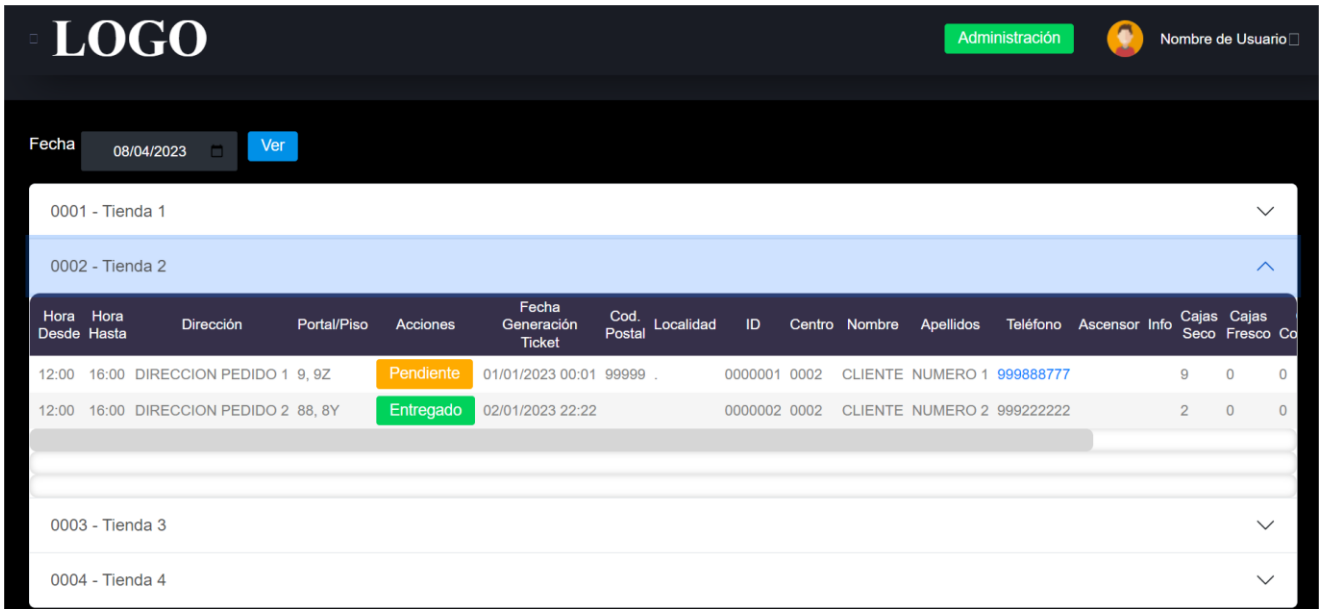 LOGO
Administración
Nombre de Usuario
Fecha
08/04/2023
Ver
0001 - Tienda 1
0002 - Tienda 2
Hora Desde Hora Hasta Dirección Portal/Piso Acciones Fecha Generación Ticket Cod. Postal Localidad ID Centro Nombre Apellidos Teléfono Ascensor Info Cajas Seco Cajas Fresco
12:00 16:00 DIRECCION PEDIDO 1 9, 9Z Pendiente 01/01/2023 00:01 99999 . 0000001 0002 CLIENTE NUMERO 1 999888777 9 0 0
12:00 16:00 DIRECCION PEDIDO 2 88, 8Y Entregado 02/01/2023 22:22 0000002 0002 CLIENTE NUMERO 2 999222222 2 0 0
0003 - Tienda 3
0004 - Tienda 4